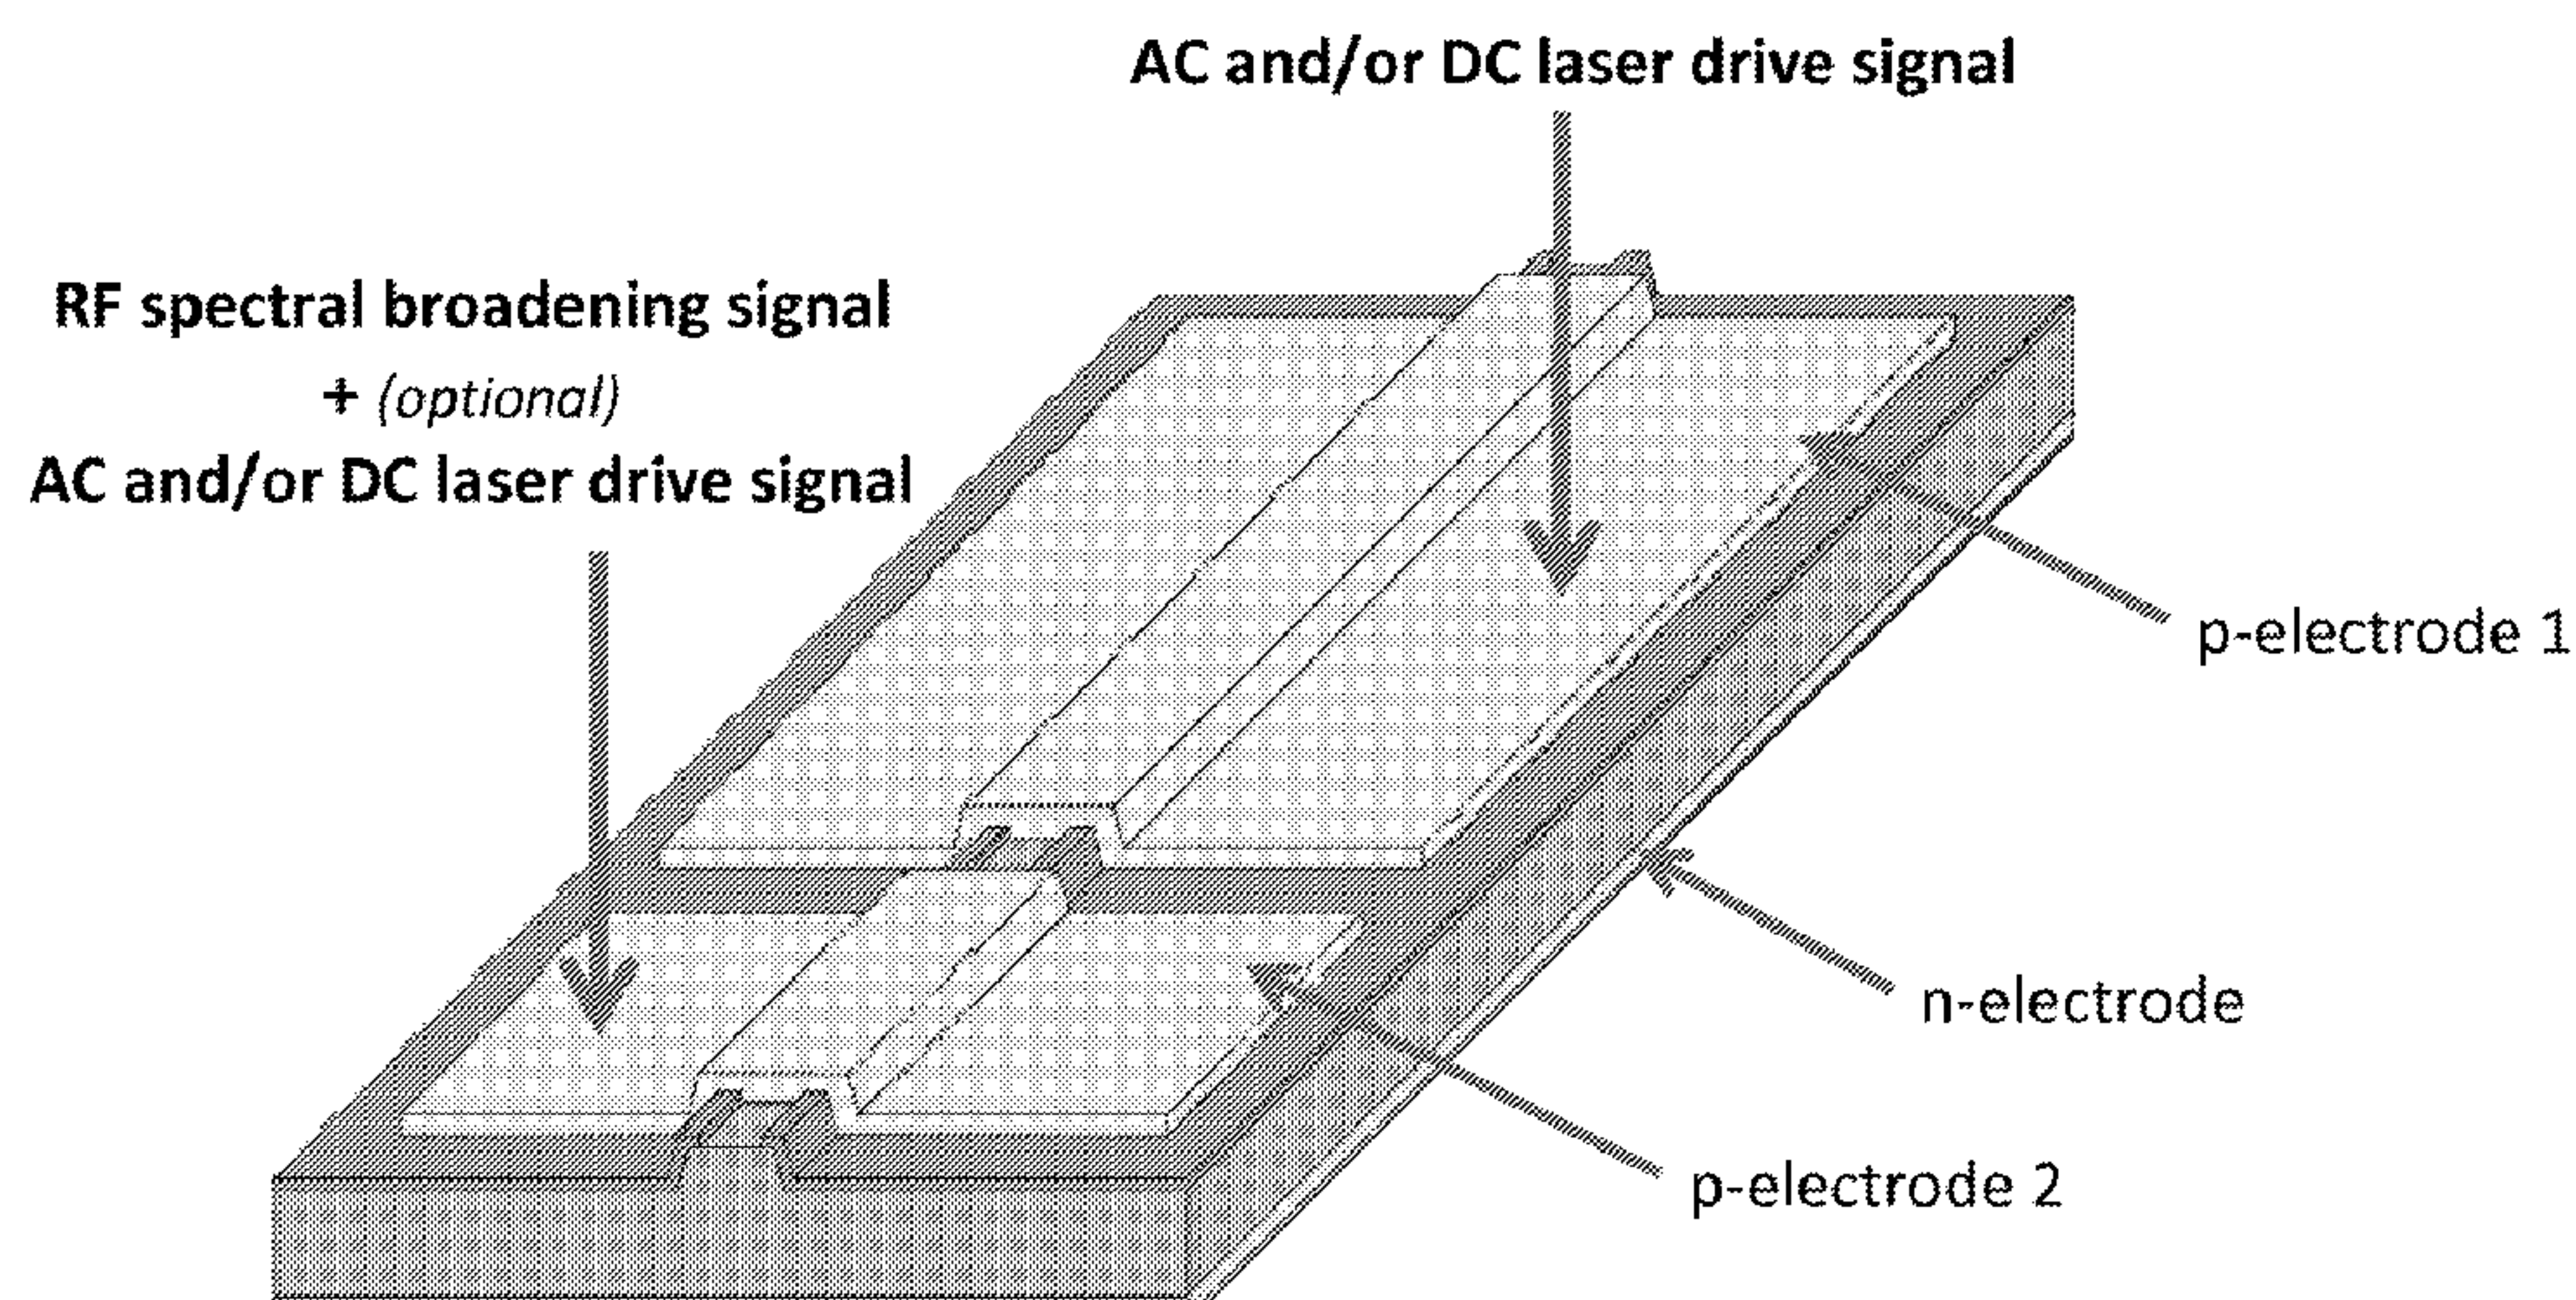 AC and/or DC laser drive signal
RF spectral broadening signal
+ (optional)
AC and/or DC laser drive signal
p-electrode 1
n-electrode
p-electrode 2